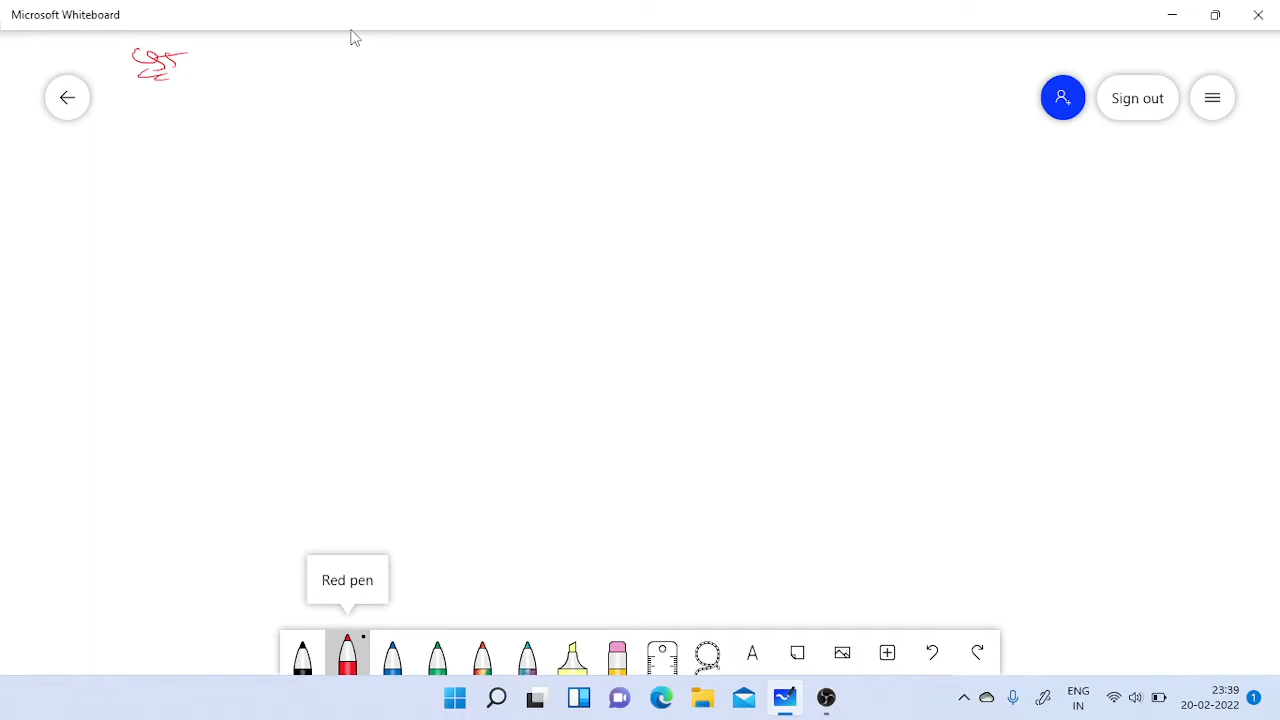 Microsoft Whiteboard
Sign out
Red pen
A
ENG
IN
23:39
20-02-2022
1